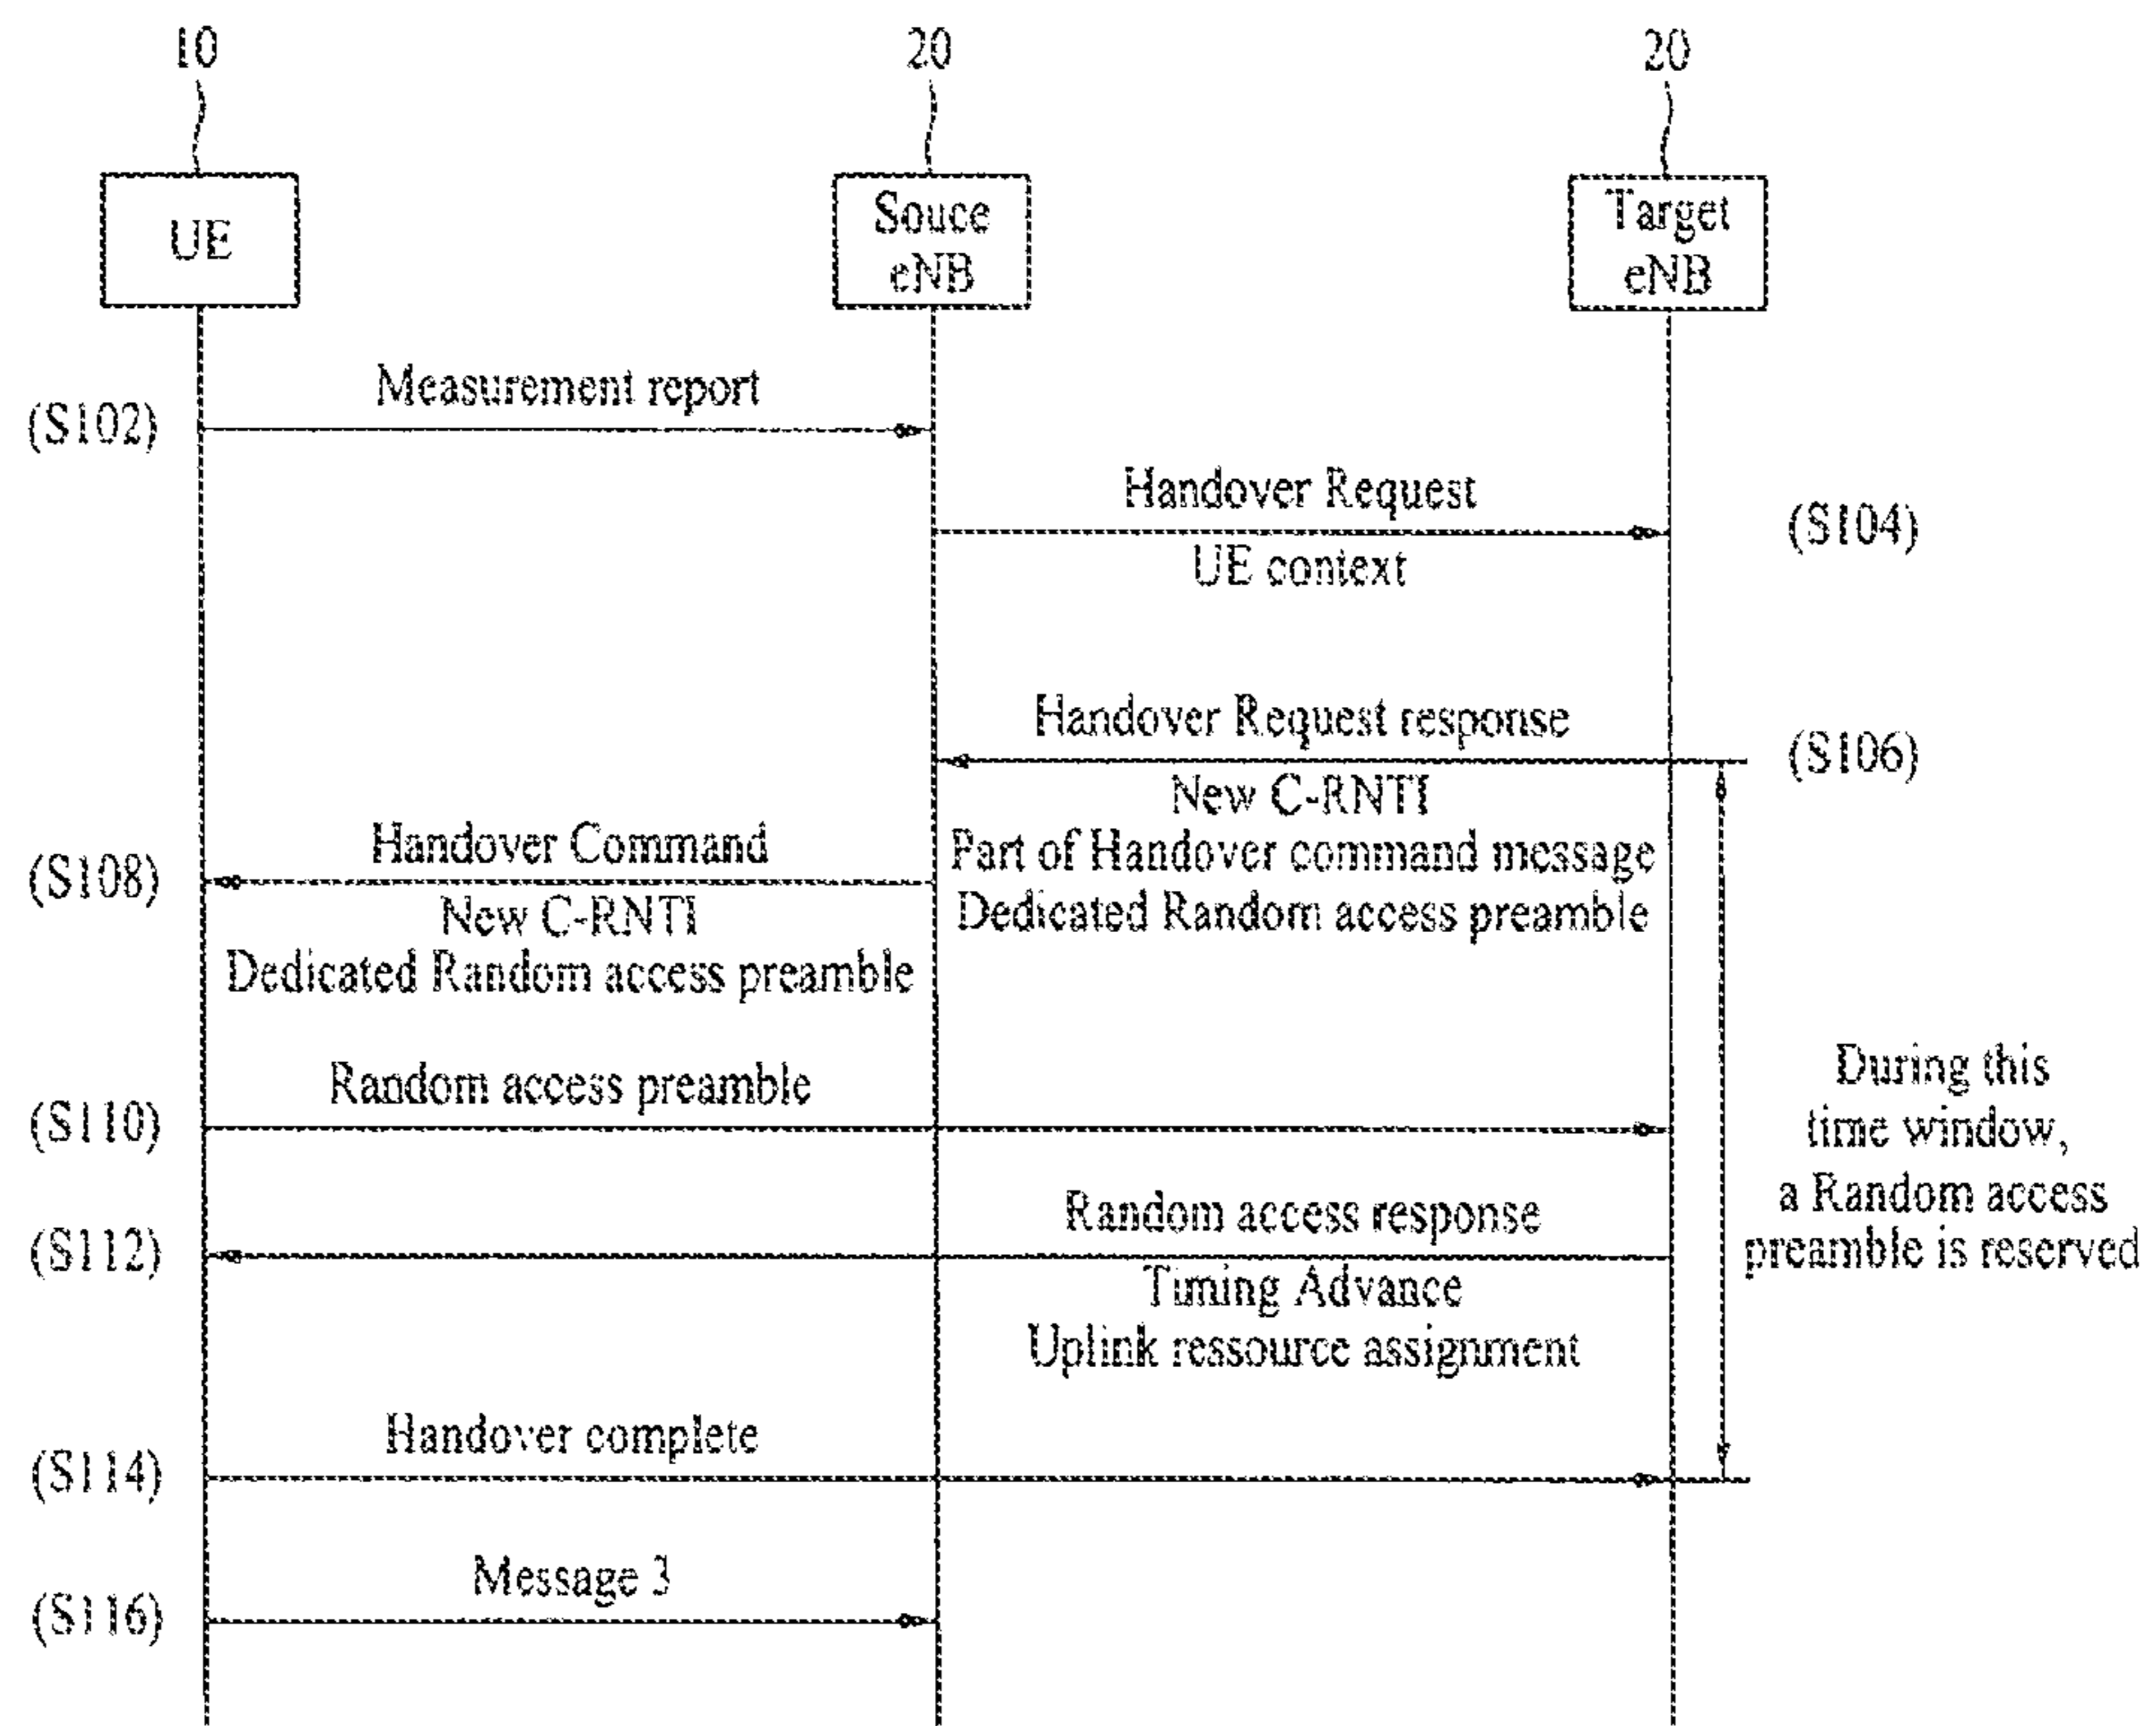 10
20
20
UE
Souce
eNB
Target
eNB
Measurement report
(S102)
Handover Request
(S104)
UE context
Handover Request response
(S106)
New C-RNTI
Part of Handover command message
Dedicated Random access preamble
Handover Command
(S108)
New C-RNTI
Dedicated Random access preamble
Random access preamble
(S110)
During this
time window,
a Random access
preamble is reserved
Random access response
(S112)
Timing Advance
Uplink ressource assignment
Handover complete
(S114)
Message 3
(S116)